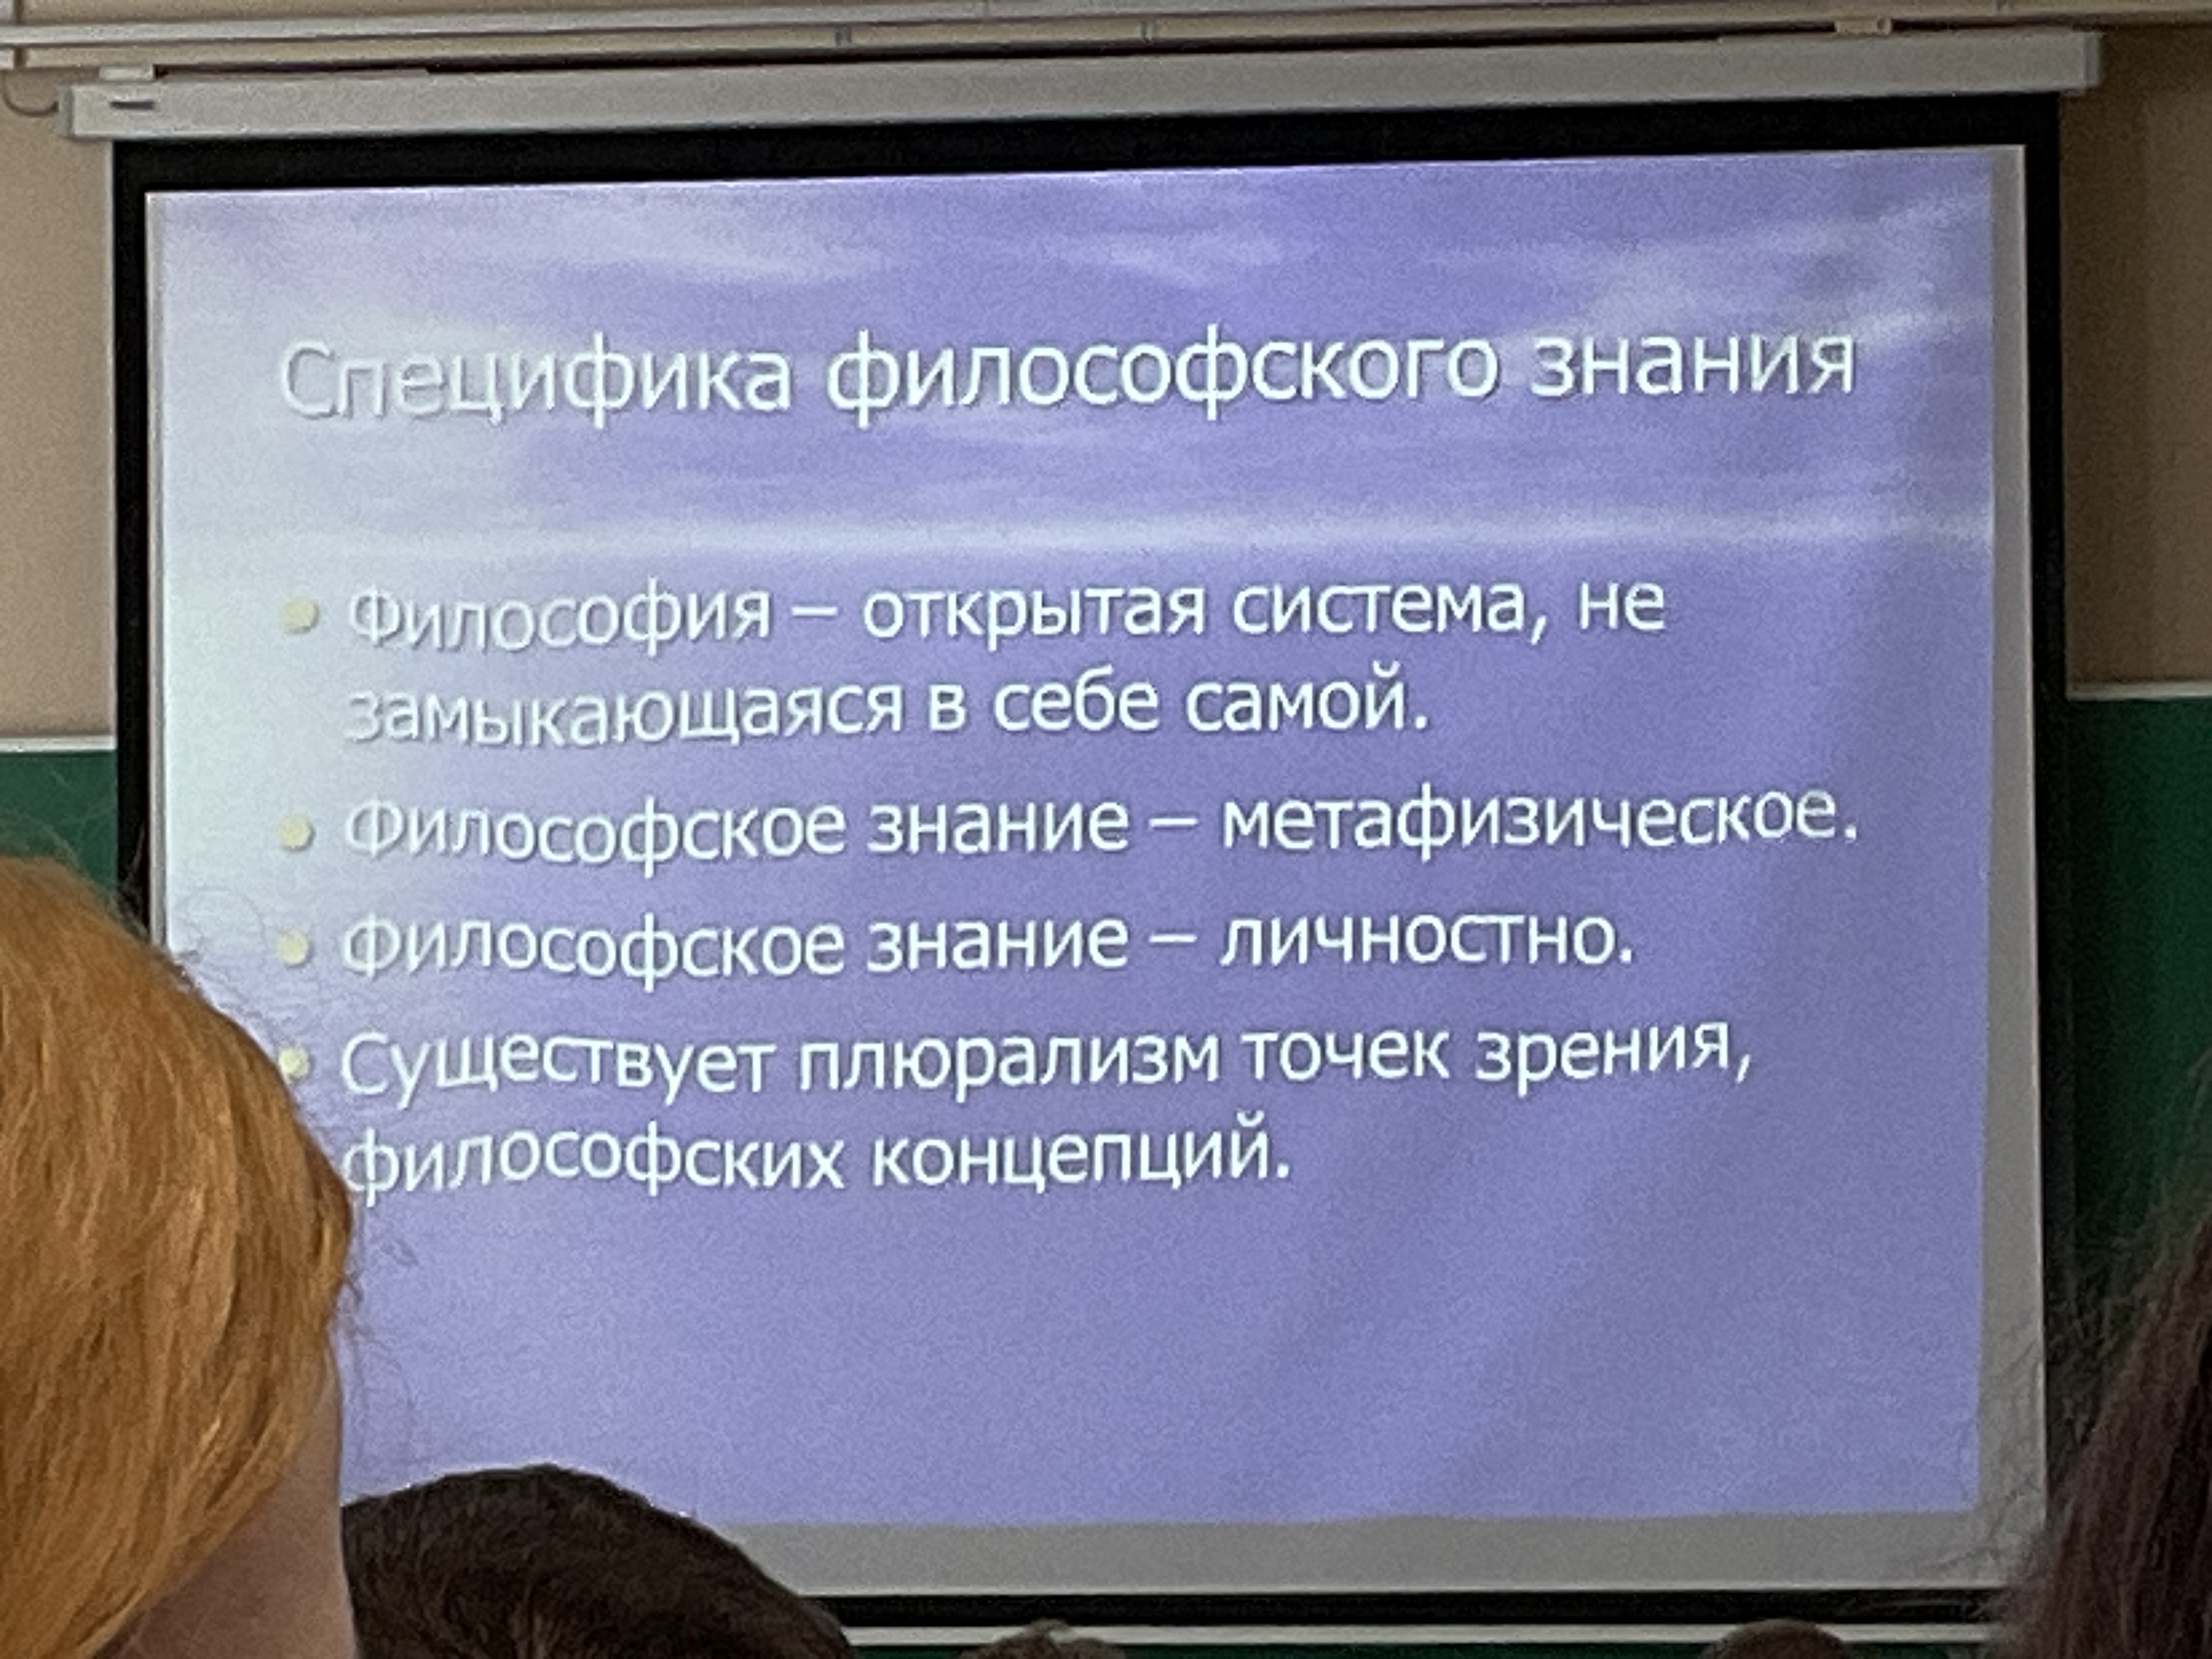 Специфика философского знания
Философия – открытая система, не
замыкающаяся в себе самой.
Философское знание – метафизическое.
Философское знание – личностно.
Существует плюрализм точек зрения,
философских концепций.